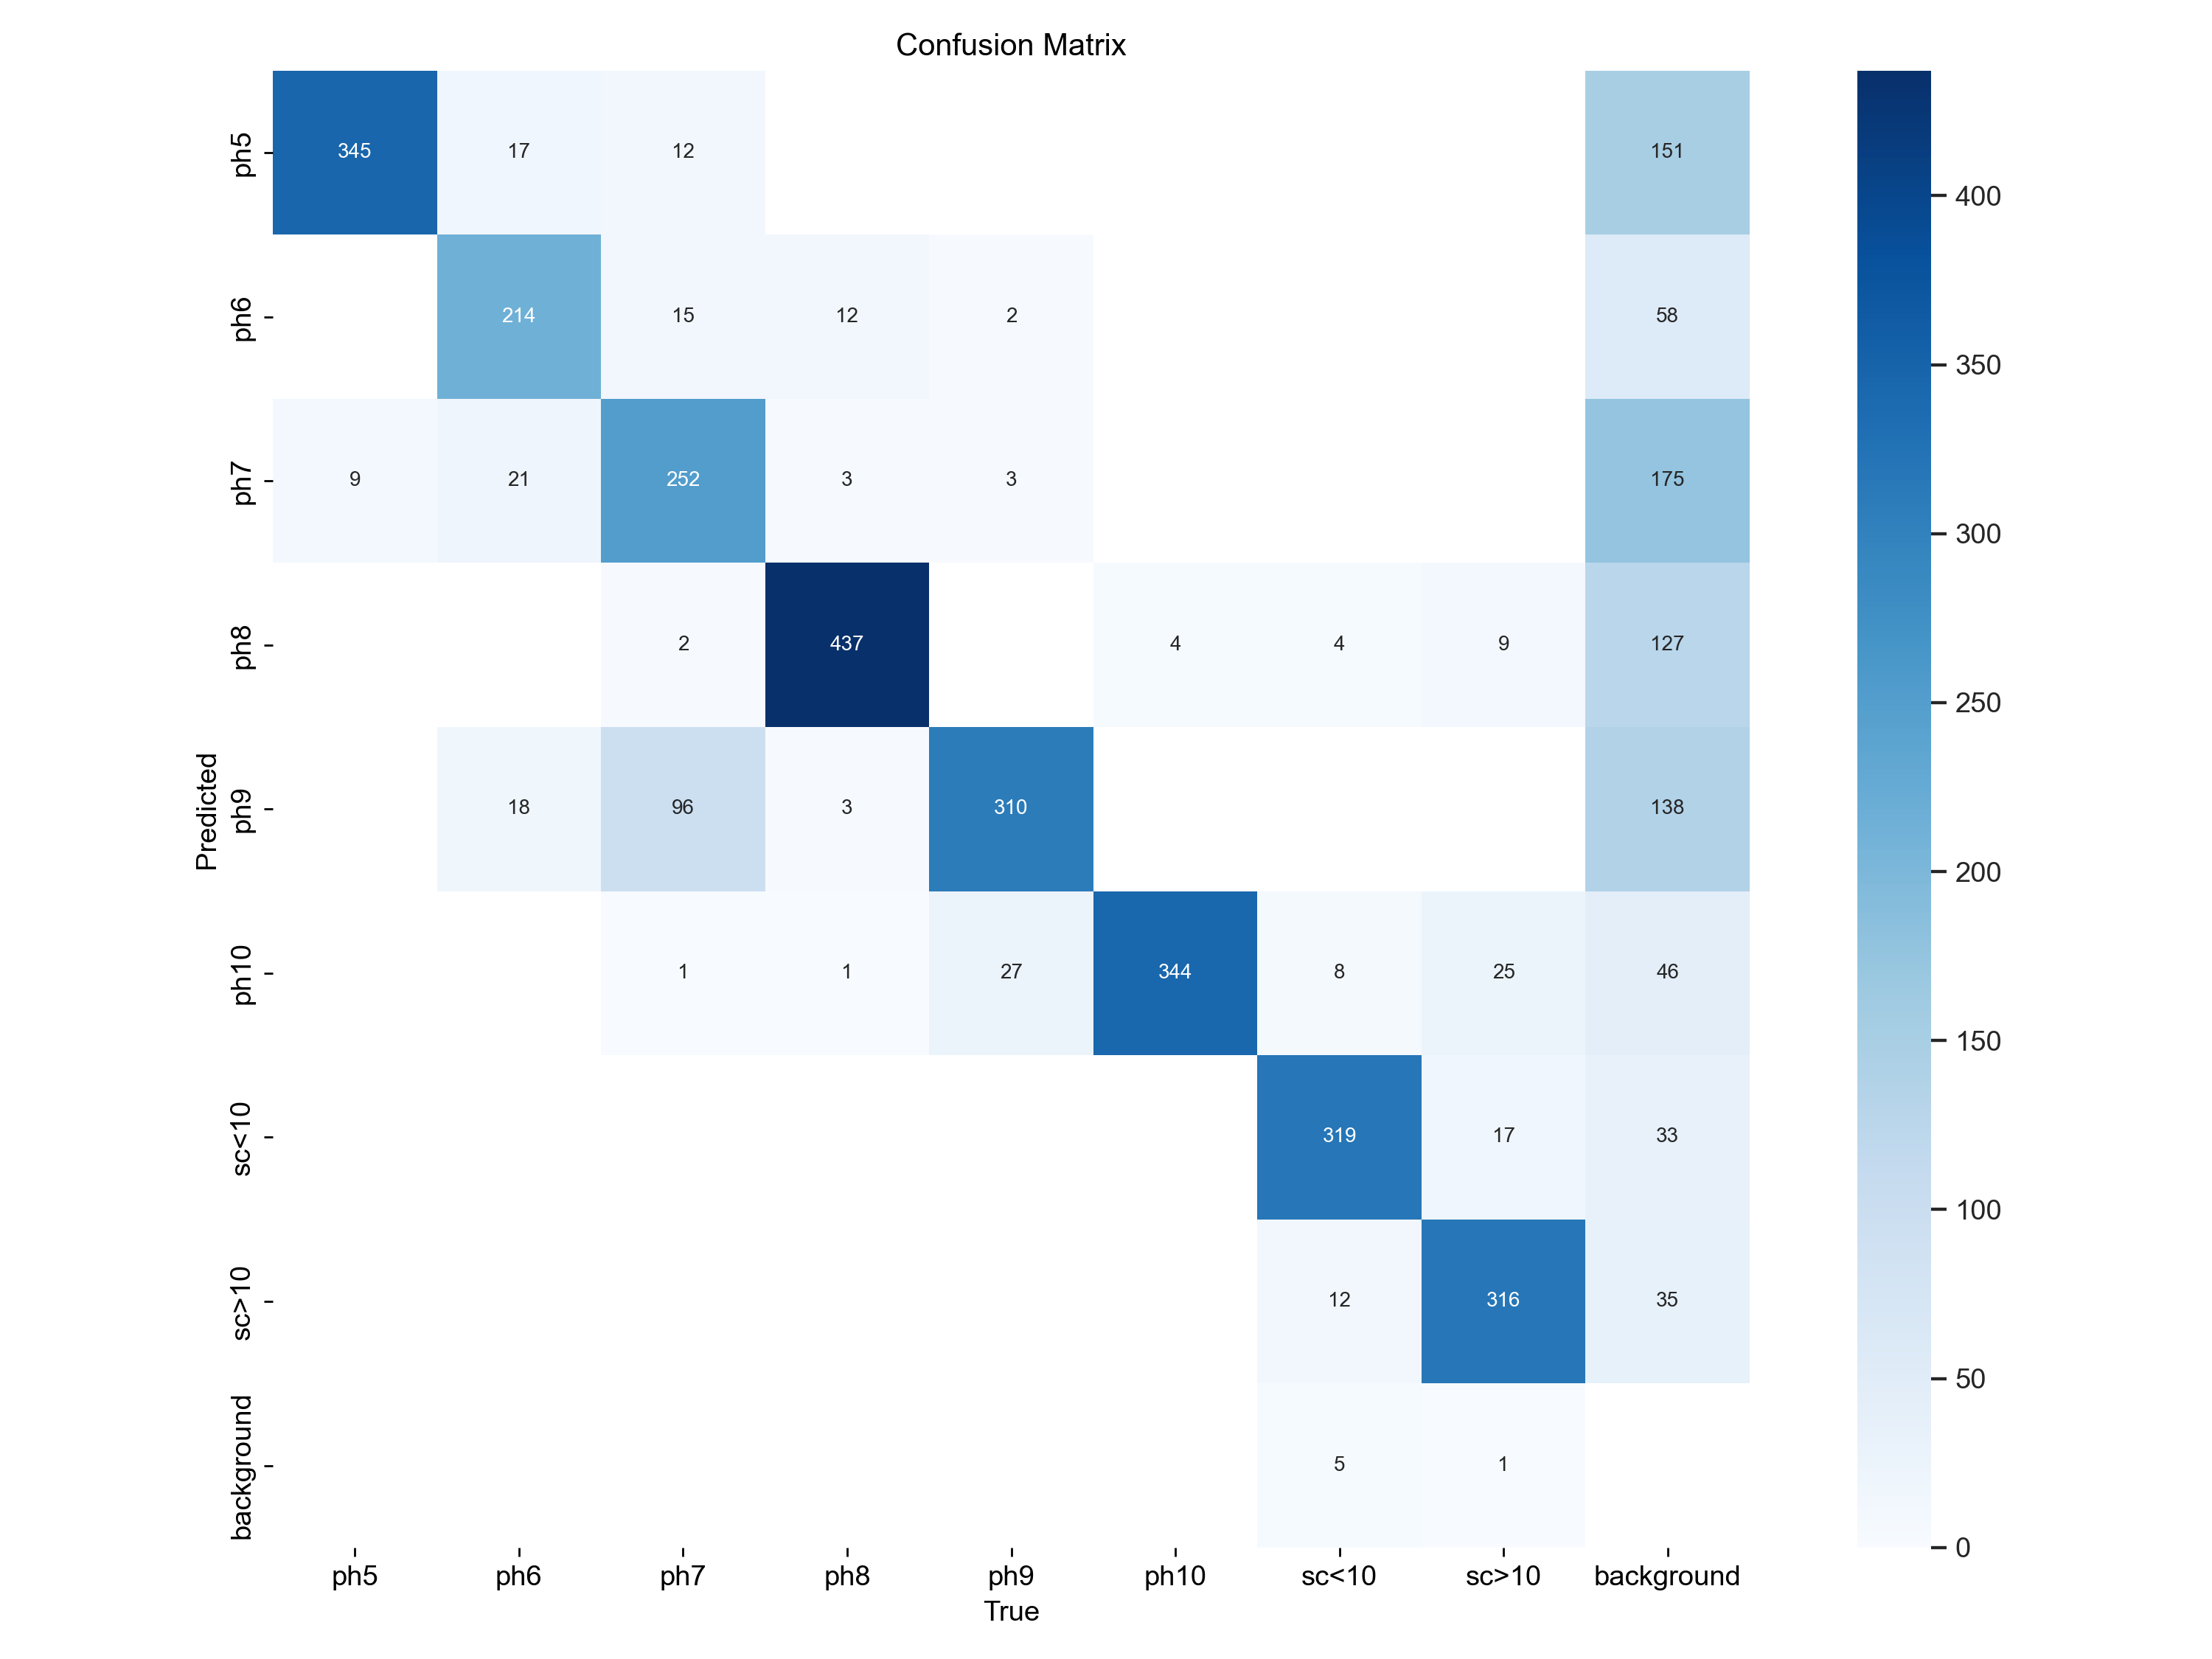 Confusion Matrix
ph5 345 17 12 151
ph6 214 15 12 2 58
ph7 9 21 252 3 3 175
ph8 2 437 4 4 9 127
ph9 18 96 3 310 138
ph10 1 1 27 344 8 25 46
sc<10 319 17 33
sc>10 12 316 35
background 5 1
ph5 ph6 ph7 ph8 ph9 ph10 sc<10 sc>10 background
True
Predicted
400
350
300
250
200
150
100
50
0